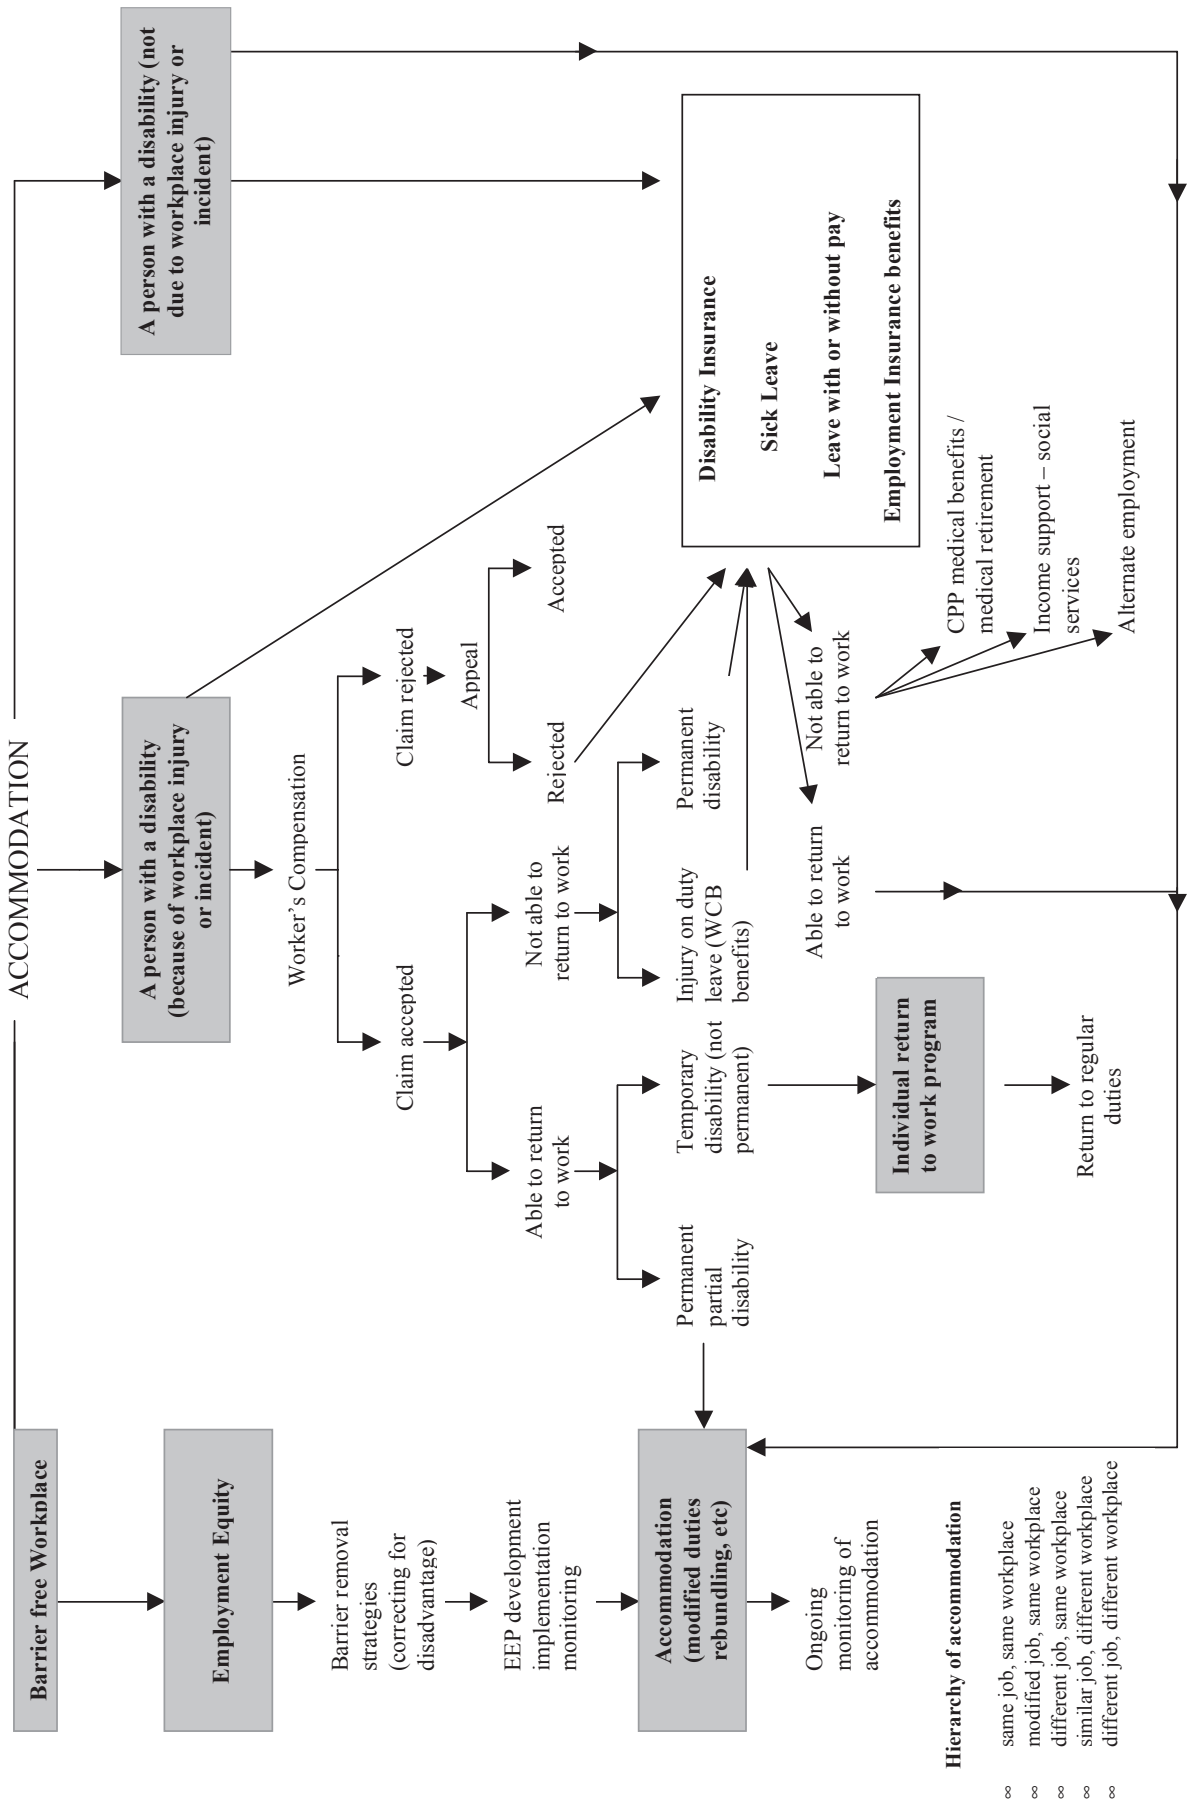 ACCOMMODATION
Barrier free Workplace
Employment Equity
Barrier removal
strategies
(correcting for
disadvantage)
EEP development
implementation
monitoring
Accommodation
(modified duties
rebundling, etc)
Ongoing
monitoring of
accommodation
Hierarchy of accommodation
∞ same job, same workplace
∞ modified job, same workplace
∞ different job, same workplace
∞ similar job, different workplace
∞ different job, different workplace
A person with a disability
(because of workplace injury
or incident)
Worker’s Compensation
Claim accepted
Claim rejected
Appeal
Rejected
Accepted
Able to return
to work
Not able to
return to work
Permanent
partial
disability
Temporary
disability (not
permanent)
Injury on duty
leave (WCB
benefits)
Permanent
disability
Individual return
to work program
Return to regular
duties
Able to return
to work
Not able to
return to work
CPP medical benefits /
medical retirement
Income support – social
services
Alternate employment
A person with a disability (not
due to workplace injury or
incident)
Disability Insurance
Sick Leave
Leave with or without pay
Employment Insurance benefits